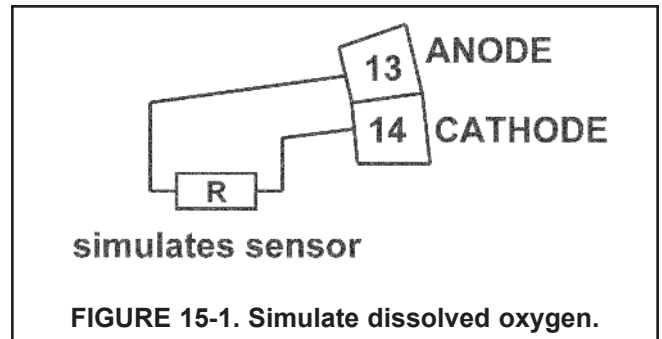 13 ANODE
14 CATHODE
R
simulates sensor
FIGURE 15-1. Simulate dissolved oxygen.